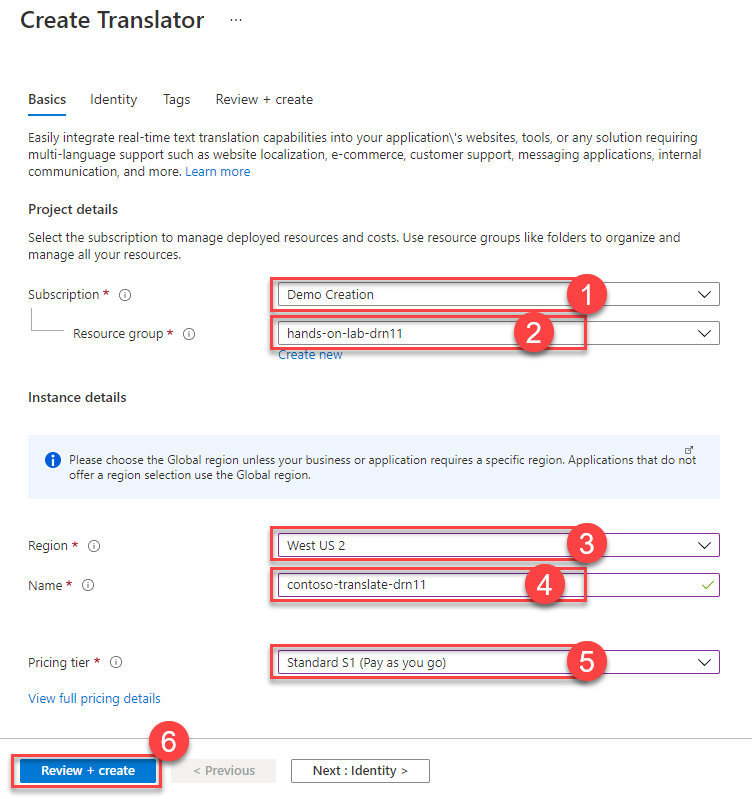 Create Translator ...
Basics Identity Tags Review + create
Easily integrate real-time text translation capabilities into your application\'s websites, tools, or any solution requiring
multi-language support such as website localization, e-commerce, customer support, messaging applications, internal
communication, and more. Learn more
Project details
Select the subscription to manage deployed resources and costs. Use resource groups like folders to organize and
manage all your resources.
Subscription * Demo Creation 1
Resource group * hands-on-lab-drn11 2
Create new
Instance details
Please choose the Global region unless your business or application requires a specific region. Applications that do not
offer a region selection use the Global region.
Region * West US 2 3
Name * contoso-translate-drn11 4
Pricing tier * Standard S1 (Pay as you go) 5
View full pricing details
6
Review + create < Previous Next : Identity >